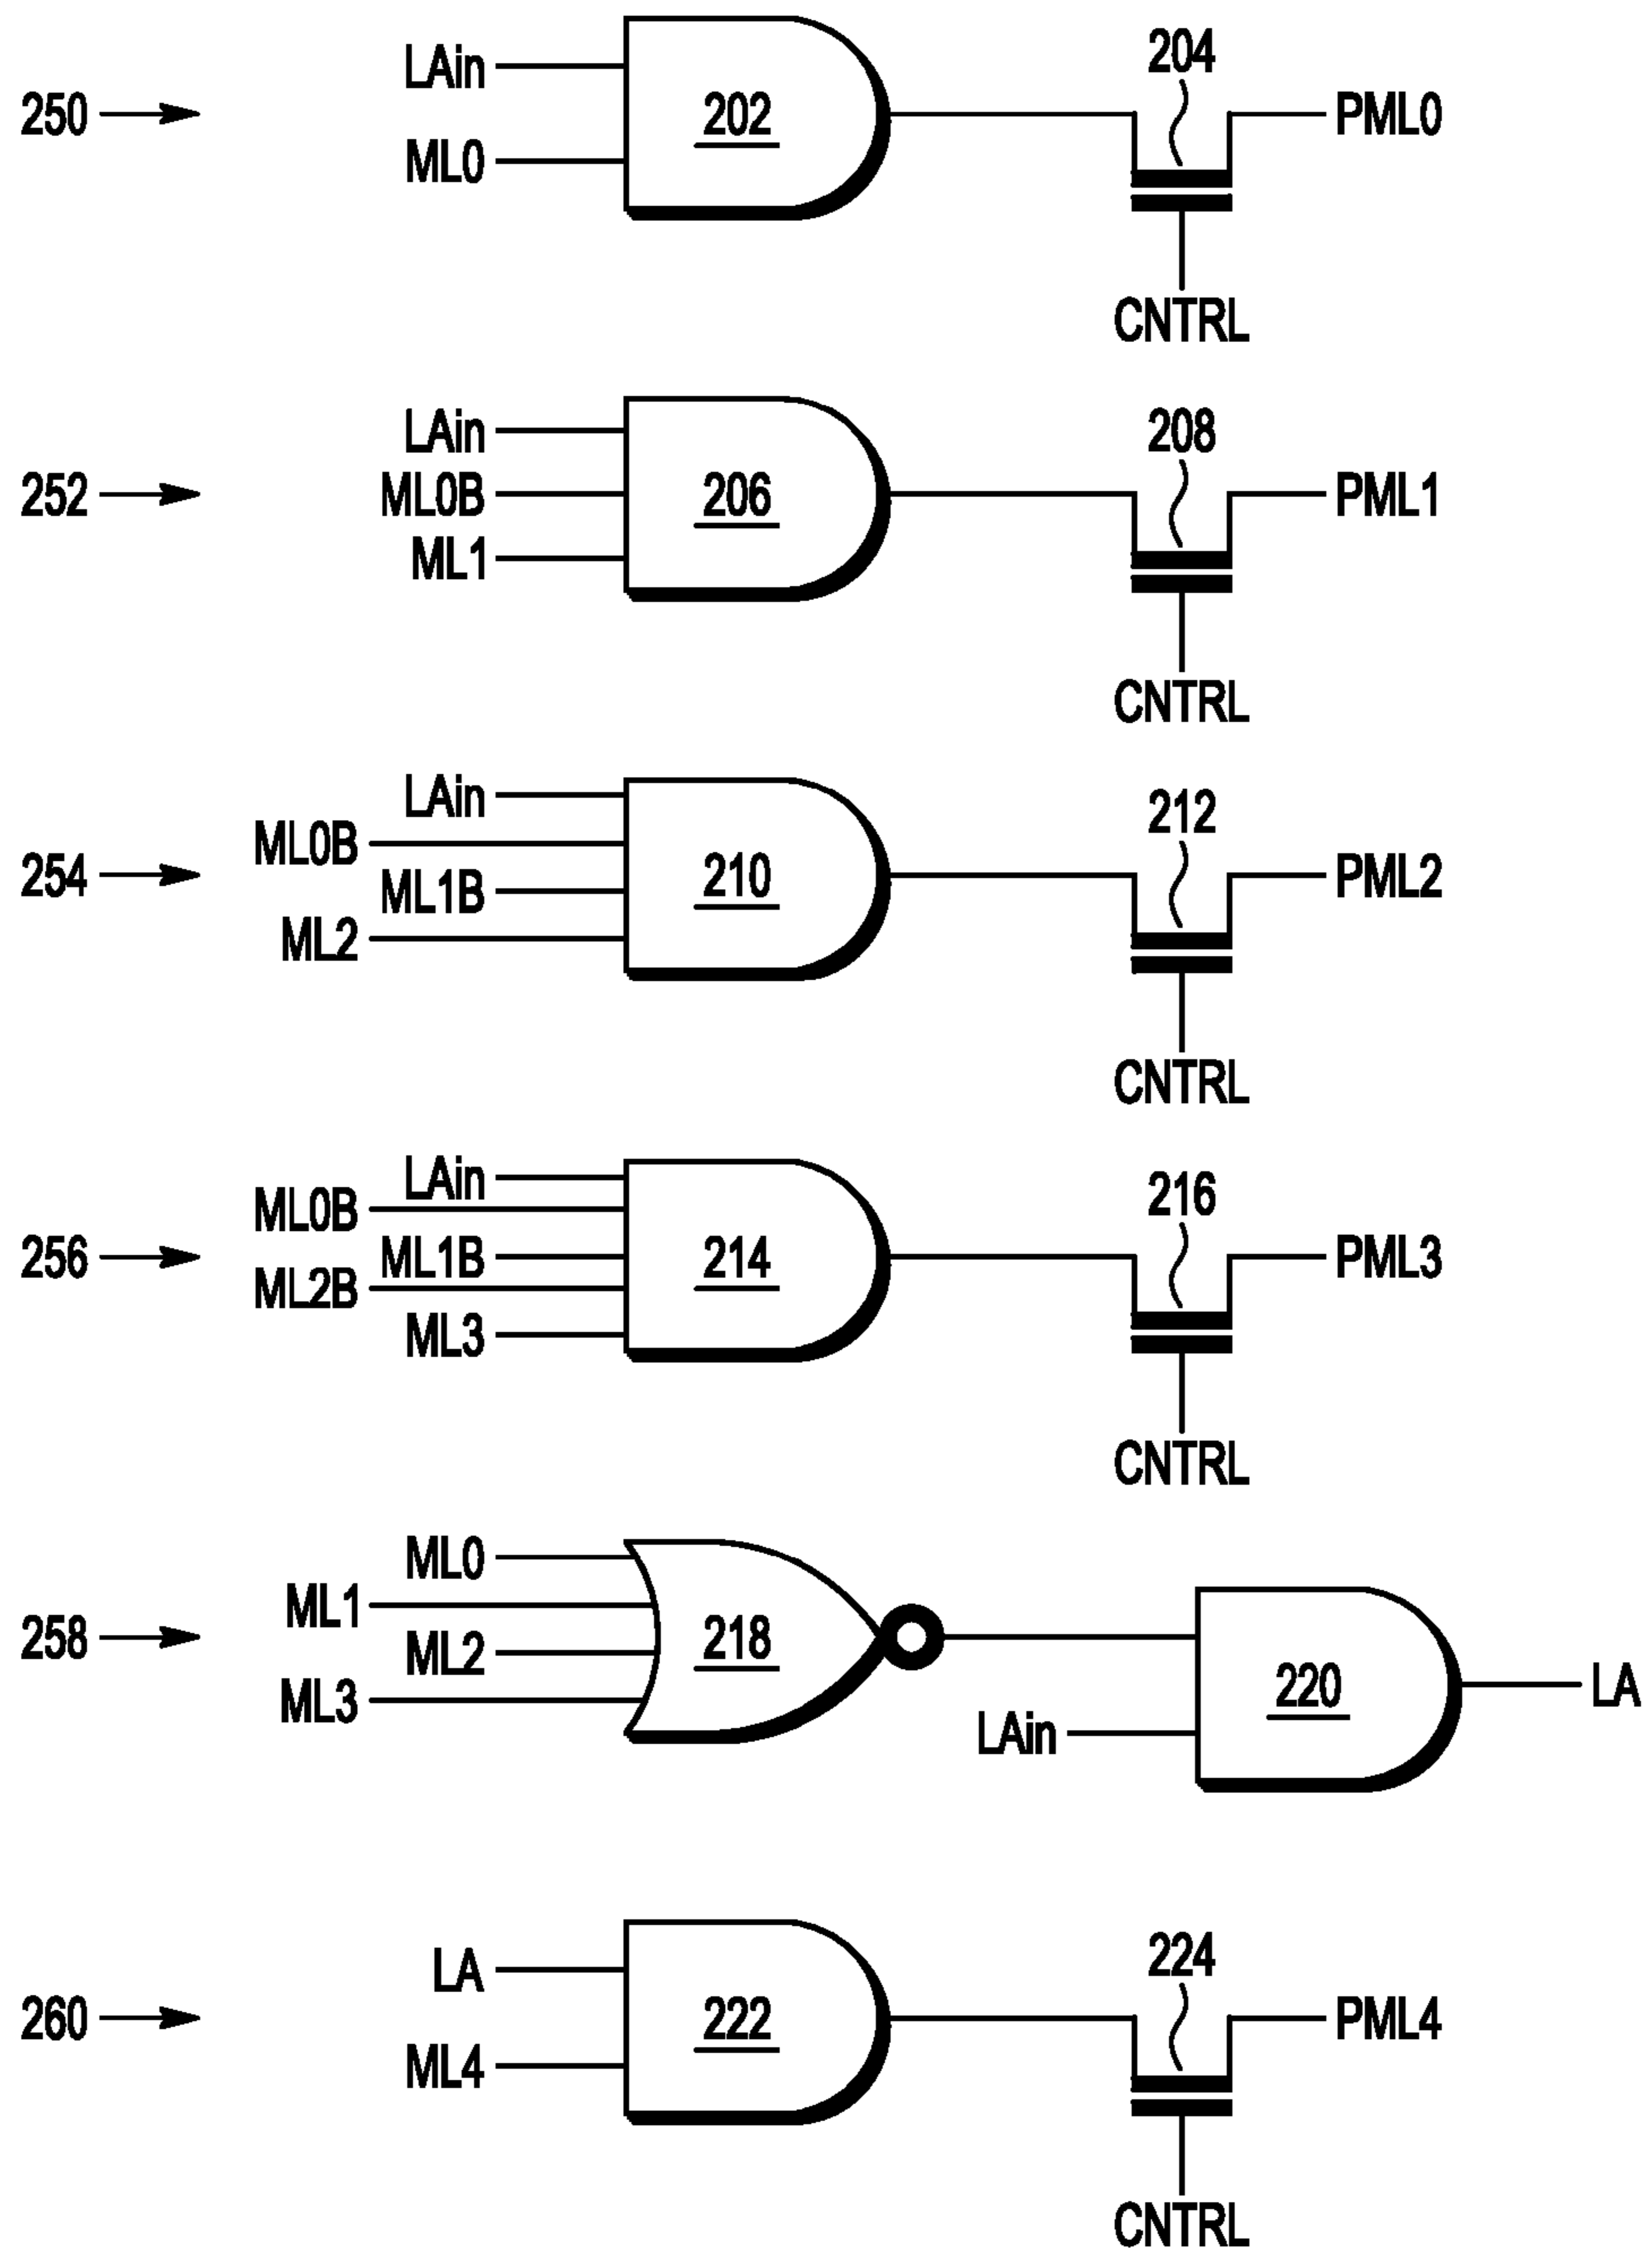 LAin
204
250
202
PML0
ML0
CNTRL
LAin
208
252
ML0B
206
PML1
ML1
CNTRL
LAin
212
ML0B
254
210
PML2
ML1B
ML2
CNTRL
LAin
216
ML0B
256
ML1B
214
PML3
ML2B
ML3
CNTRL
ML0
ML1
258
218
ML2
220
LA
ML3
LAin
LA
224
260
222
PML4
ML4
CNTRL